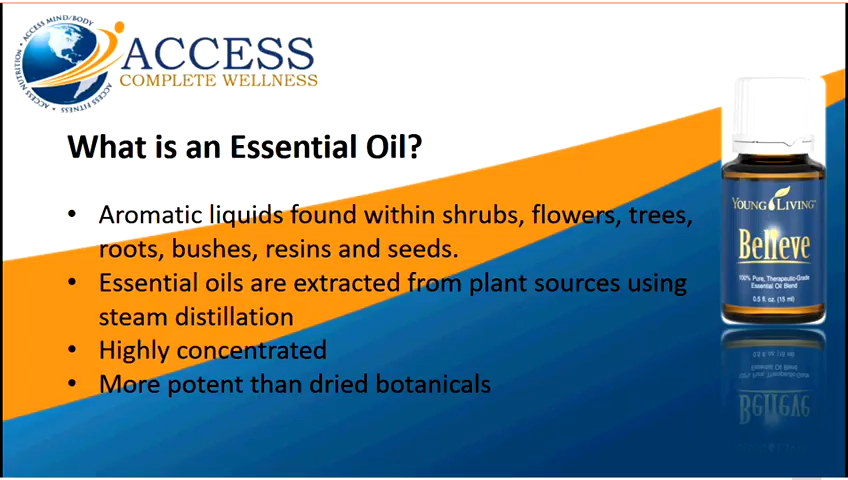 ACCESS MIND/BODY
ACCESS NUTRITION
ACCESS FITNESS
ACCESS
COMPLETE WELLNESS
What is an Essential Oil?
• Aromatic liquids found within shrubs, flowers, trees,
roots, bushes, resins and seeds.
• Essential oils are extracted from plant sources using
steam distillation
• Highly concentrated
• More potent than dried botanicals
YOUNG LIVING™
Believe
100% Pure, Therapeutic-Grade
Essential Oil Blend
0.5 fl. oz. (15 ml)